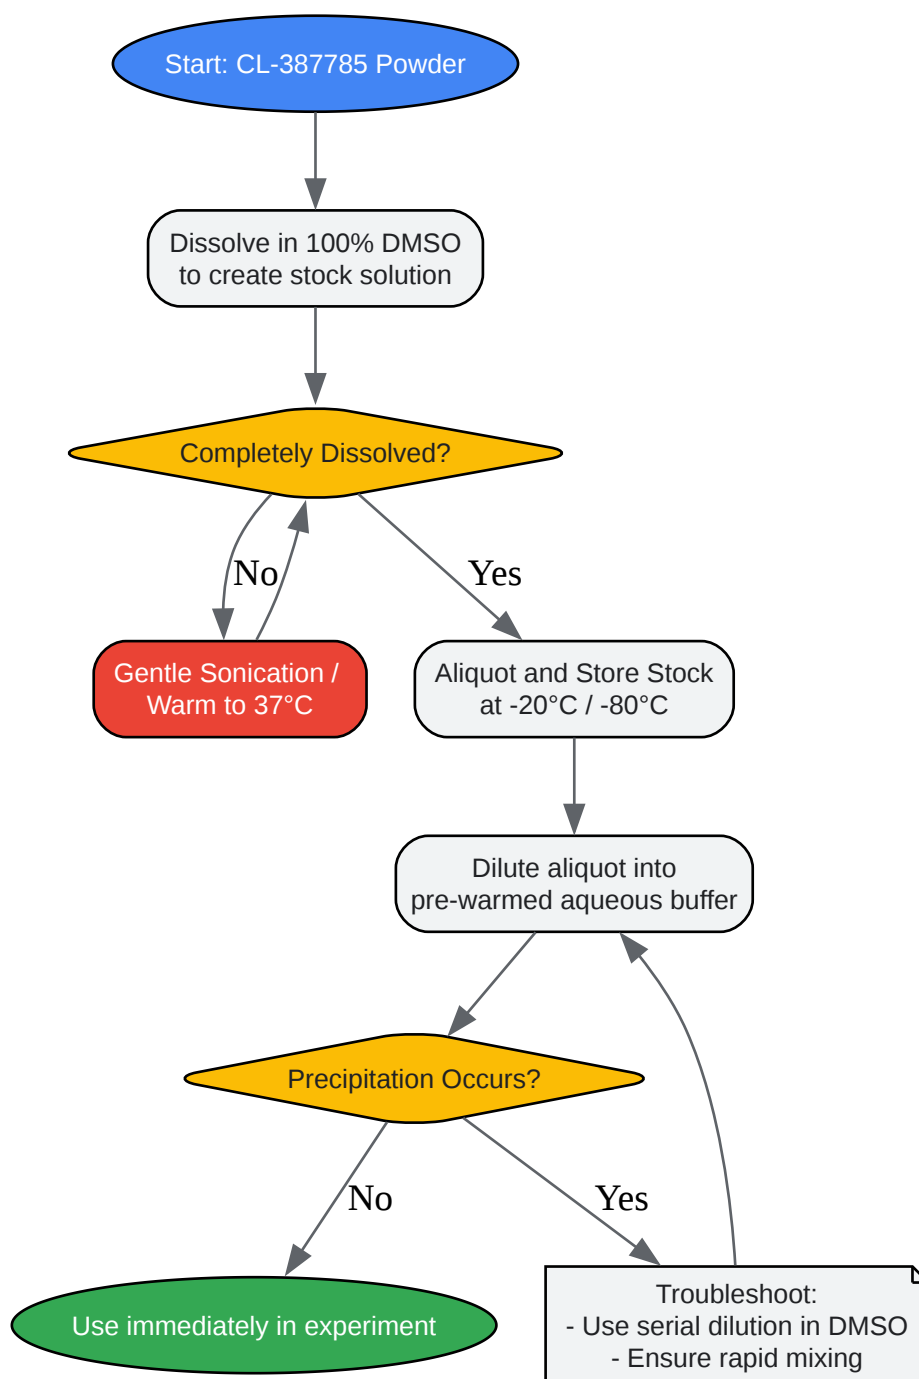 Start: CL-387785 Powder
Dissolve in 100% DMSO
to create stock solution
Completely Dissolved?
No
Yes
Gentle Sonication /
Warm to 37°C
Aliquot and Store Stock
at -20°C / -80°C
Dilute aliquot into
pre-warmed aqueous buffer
Precipitation Occurs?
No
Yes
Use immediately in experiment
Troubleshoot:
- Use serial dilution in DMSO
- Ensure rapid mixing